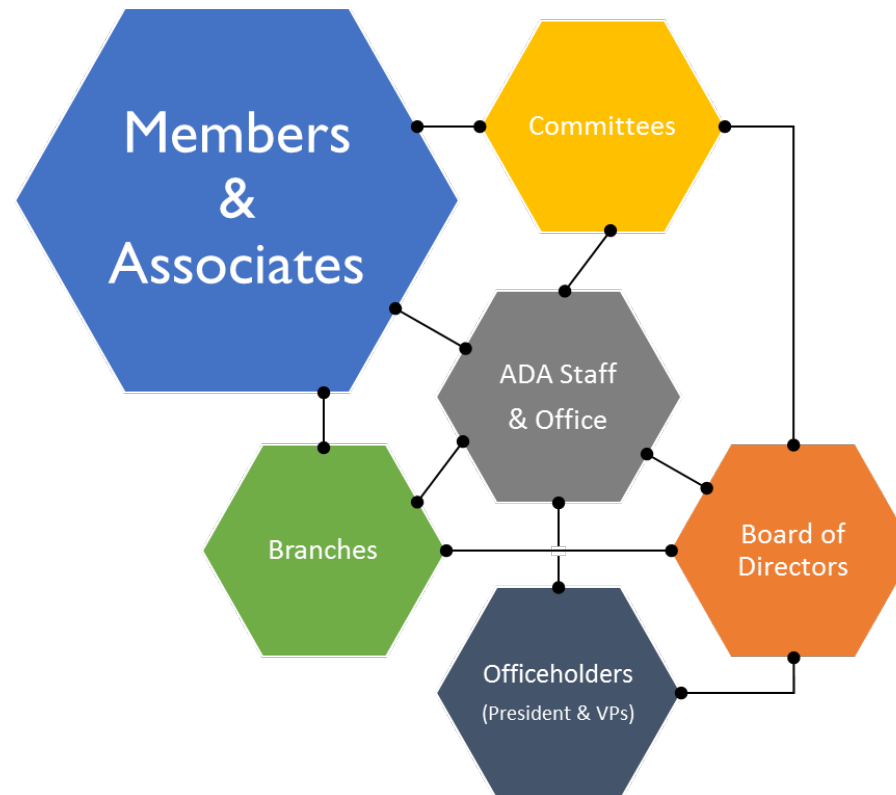 Members
&
Associates
Committees
ADA Staff
& Office
Branches
Board of
Directors
Officeholders
(President & VPs)